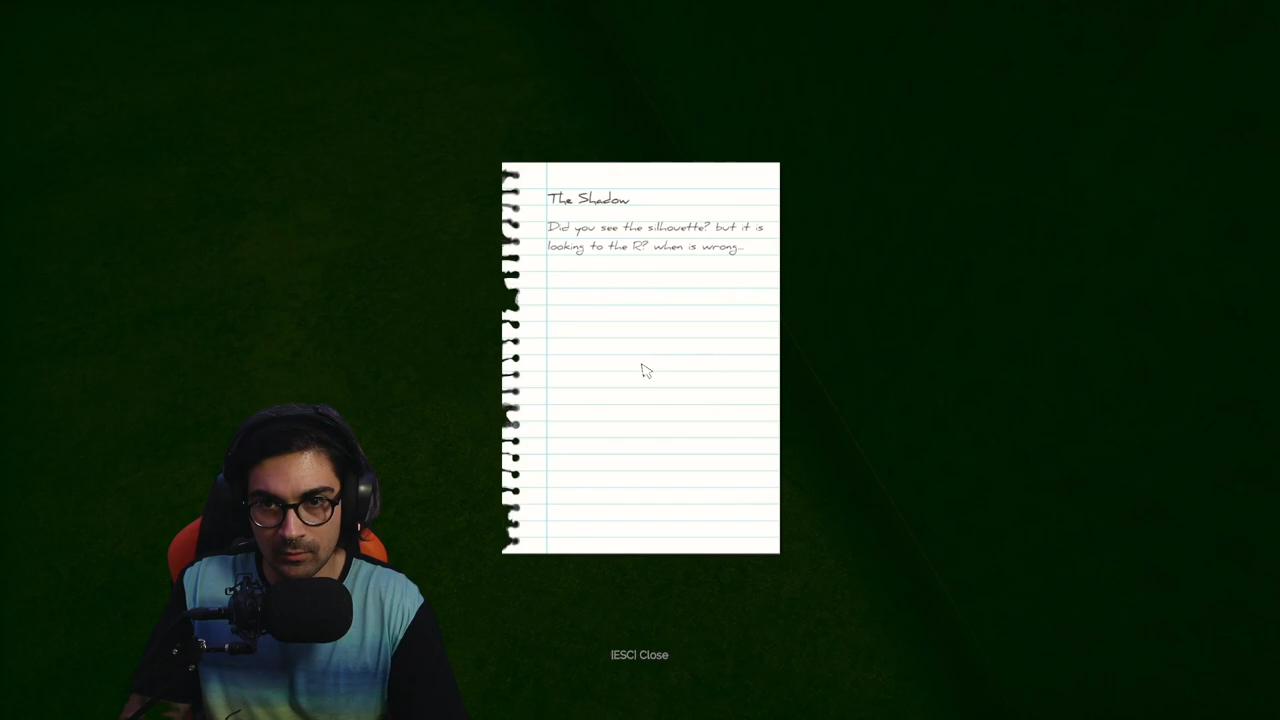 The Shadow
Did you see the silhouette? but it is
looking to the R? when is wrong...
[ESC] Close